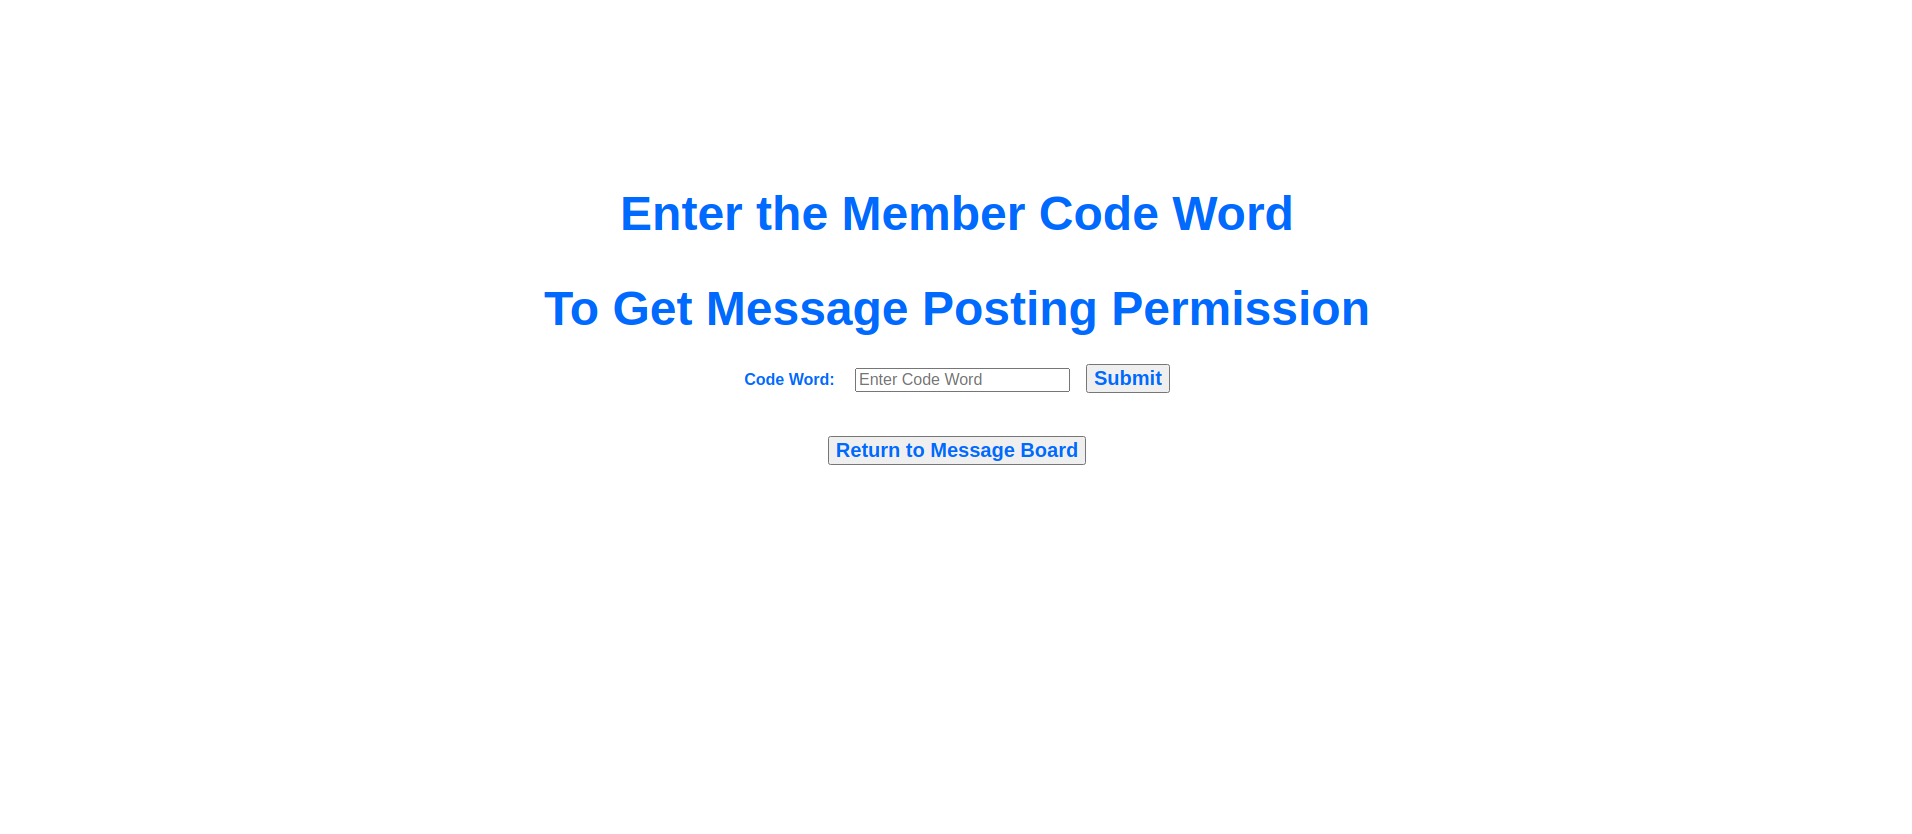 Enter the Member Code Word
To Get Message Posting Permission
Code Word: Enter Code Word Submit
Return to Message Board